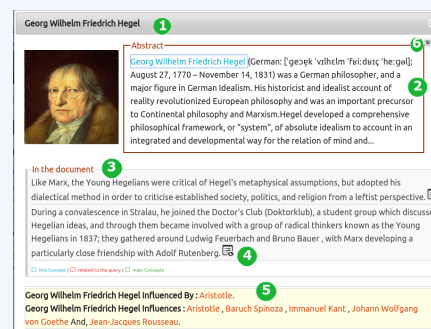 Georg Wilhelm Friedrich Hegel 1
Abstract
6
Georg Wilhelm Friedrich Hegel (German: [ˈɡeɔɐ̯k ˈvɪlhɛlm ˈfʁiːdʁɪç ˈheːɡəl];
August 27, 1770 – November 14, 1831) was a German philosopher, and a 2
major figure in German Idealism. His historicist and idealist account of
reality revolutionized European philosophy and was an important precursor
to Continental philosophy and Marxism.Hegel developed a comprehensive
philosophical framework, or "system", of absolute idealism to account in an
integrated and developmental way for the relation of mind and...
In the document 3
Like Marx, the Young Hegelians were critical of Hegel's metaphysical assumptions, but adopted his
dialectical method in order to criticise established society, politics, and religion from a leftist perspective.
During a convalescence in Stralau, he joined the Doctor's Club (Doktorklub), a student group which discusse
Hegelian ideas, and through them became involved with a group of radical thinkers known as the Young
Hegelians in 1837; they gathered around Ludwig Feuerbach and Bruno Bauer , with Marx developing a
particularly close friendship with Adolf Rutenberg. 4
this Concept | related to the query | main Concepts
5
Georg Wilhelm Friedrich Hegel Influenced By : Aristotle.
Georg Wilhelm Friedrich Hegel Influences : Aristotle , Baruch Spinoza , Immanuel Kant , Johann Wolfgang
von Goethe And, Jean-Jacques Rousseau.